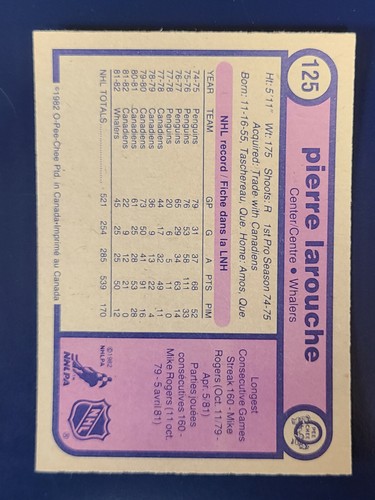 125
pierre larouche
Center/Centre • Whalers
O-PEE-CHEE
Ht: 5'11" Wt: 175 Shoots: R 1st Pro Season 74-75
Acquired: Trade with Canadiens
Born: 11-16-55, Taschereau, Que. Home: Amos, Que.
NHL record / Fiche dans la LNH
YEAR TEAM GP G A PTS PIM
74-75 Penguins 79 31 37 68 52
75-76 Penguins 76 53 58 111 33
76-77 Penguins 65 29 34 63 14
77-78 Penguins 20 6 5 11 0
77-78 Canadiens 44 17 32 49 11
78-79 Canadiens 36 9 13 22 4
79-80 Canadiens 73 50 41 91 16
80-81 Canadiens 61 25 28 53 28
81-82 Canadiens 22 9 12 21 0
81-82 Whalers 45 25 25 50 12
NHL TOTALS 521 254 285 539 170
©1982 O-Pee-Chee Ptd. in Canada-Imprimé au Canada
Longest
Consecutive Games
Streak 160 - Mike
Rogers (Oct. 11/79 -
Apr. 5/81)
Parties jouées
consécutives 160 -
Mike Rogers (11 oct.
79 - 5 avril 81)
©1982
NHLPA
NHLPA
NHL
®